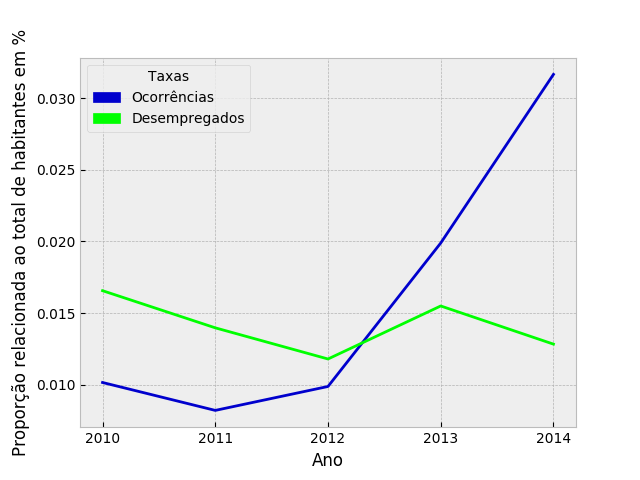 Proporção relacionada ao total de habitantes em %
0.030
0.025
0.020
0.015
0.010
Taxas
Ocorrências
Desempregados
2010 2011 2012 2013 2014
Ano